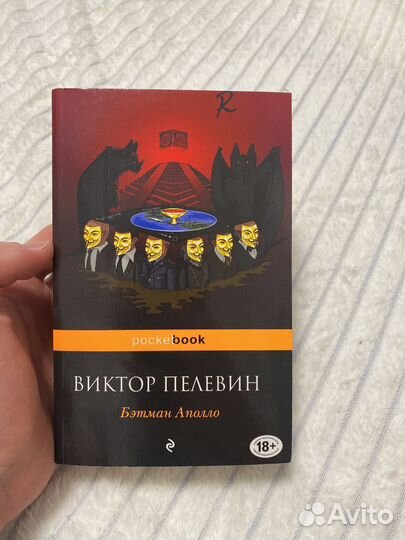 R
pocketbook
ВИКТОР ПЕЛЕВИН
Бэтман Аполло
18+
Avito